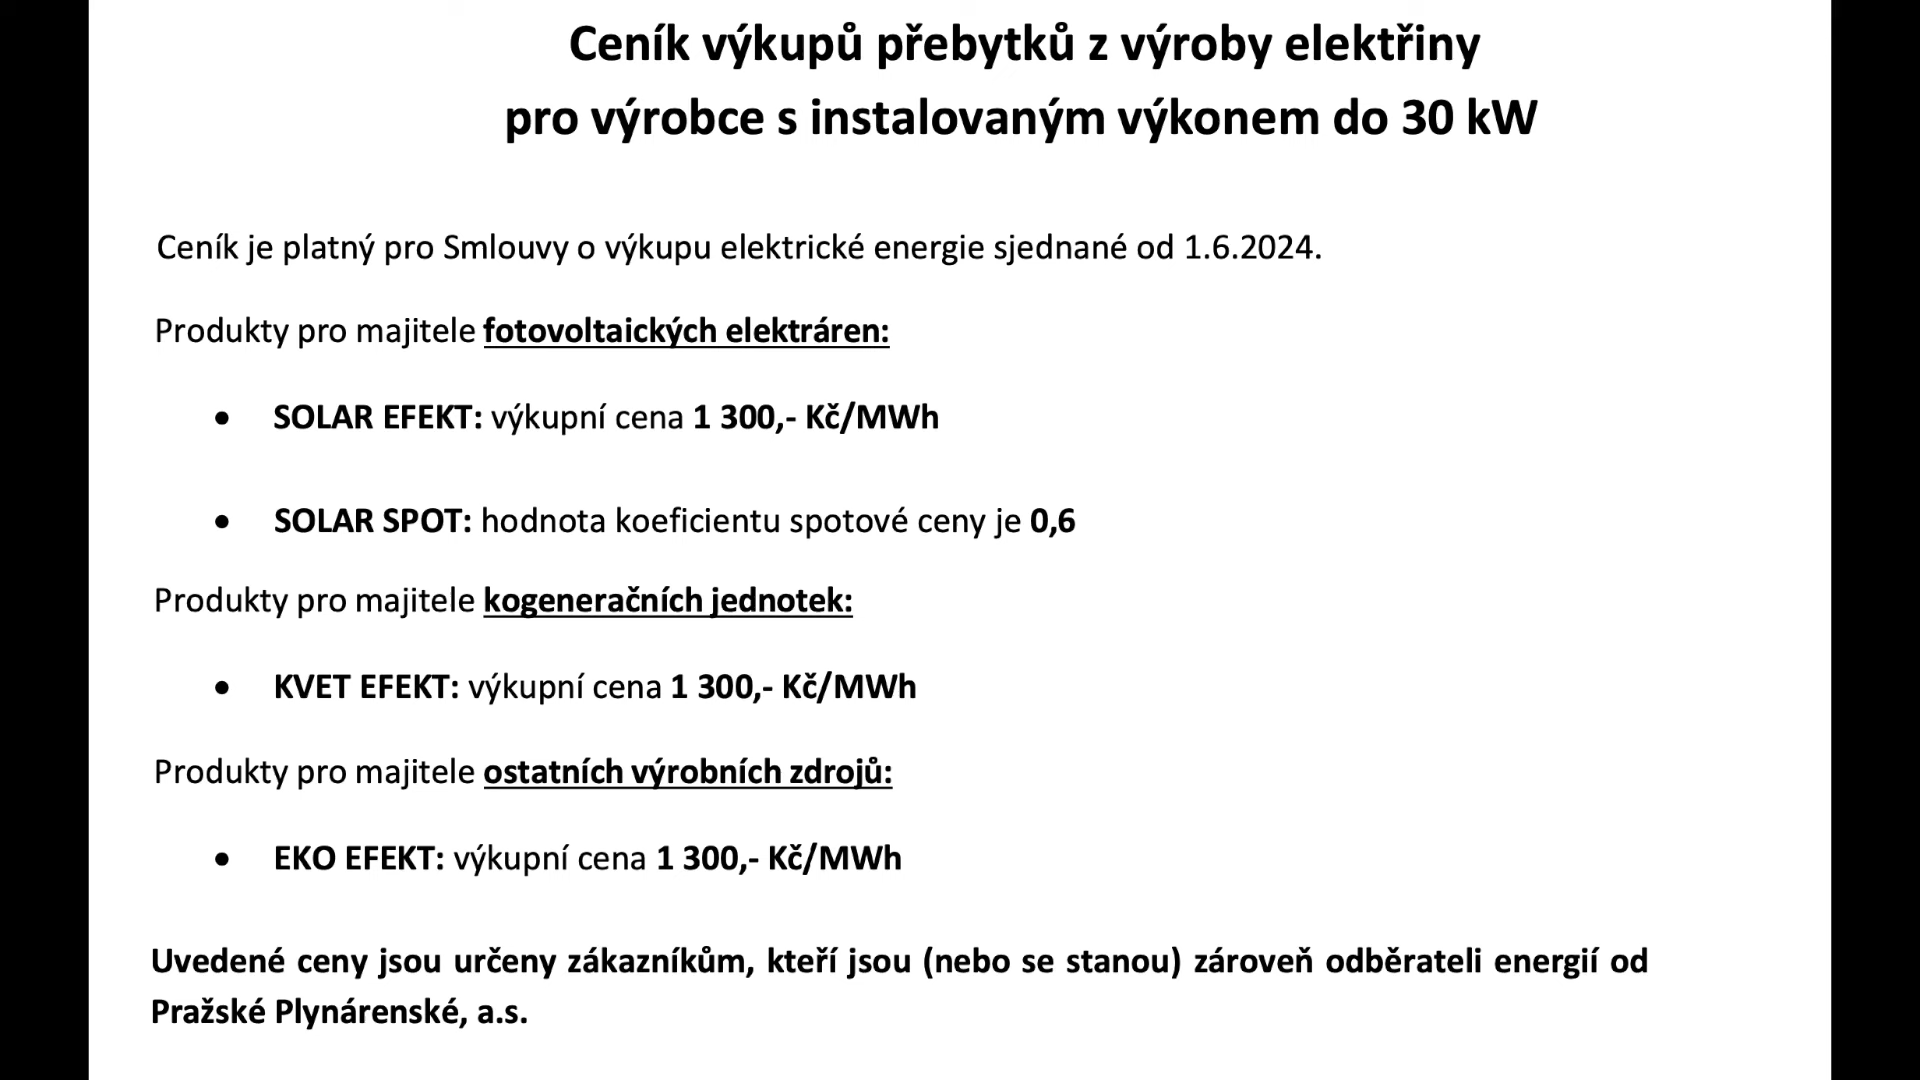 Ceník výkupů přebytků z výroby elektřiny
pro výrobce s instalovaným výkonem do 30 kW
Ceník je platný pro Smlouvy o výkupu elektrické energie sjednané od 1.6.2024.
Produkty pro majitele fotovoltaických elektráren:
• SOLAR EFEKT: výkupní cena 1 300,- Kč/MWh
• SOLAR SPOT: hodnota koeficientu spotové ceny je 0,6
Produkty pro majitele kogeneračních jednotek:
• KVET EFEKT: výkupní cena 1 300,- Kč/MWh
Produkty pro majitele ostatních výrobních zdrojů:
• EKO EFEKT: výkupní cena 1 300,- Kč/MWh
Uvedené ceny jsou určeny zákazníkům, kteří jsou (nebo se stanou) zároveň odběrateli energií od
Pražské Plynárenské, a.s.